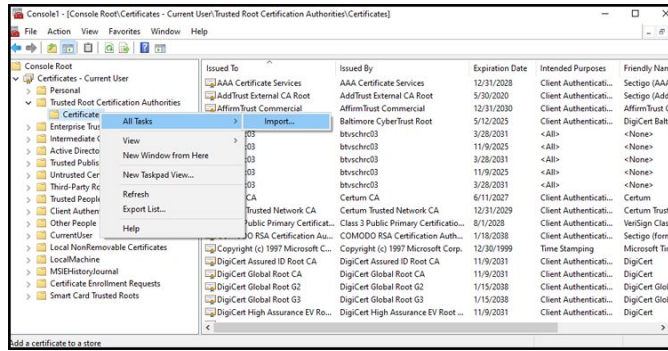 Console1 - [Console Root\Certificates - Current User\Trusted Root Certification Authorities\Certificates]
File Action View Favorites Window Help
Console Root
Certificates - Current User
Personal
Trusted Root Certification Authorities
Certificate
Enterprise Trus
Intermediate C
Active Directo
Trusted Publis
Untrusted Cer
Third-Party Ro
Trusted People
Client Authen
Other People
CurrentUser
Local NonRemovable Certificates
LocalMachine
MSIEHistoryJournal
Certificate Enrollment Requests
Smart Card Trusted Roots
All Tasks
View
New Window from Here
New Taskpad View...
Refresh
Export List...
Help
Import...
Issued To Issued By Expiration Date Intended Purposes Friendly Nan
AAA Certificate Services AAA Certificate Services 12/31/2028 Client Authenticati... Sectigo (AAA
AddTrust External CA Root AddTrust External CA Root 5/30/2020 Client Authenticati... Sectigo (Add
AffirmTrust Commercial AffirmTrust Commercial 12/31/2030 Client Authenticati... AffirmTrust C
Baltimore CyberTrust Root 5/12/2025 Client Authenticati... DigiCert Balt
03 btvschrc03 3/28/2031 <All> <None>
03 btvschrc03 11/9/2025 <All> <None>
03 btvschrc03 3/28/2031 <All> <None>
03 btvschrc03 11/9/2025 <All> <None>
03 btvschrc03 3/28/2031 <All> <None>
CA Certum CA 6/11/2027 Client Authenticati... Certum
Trusted Network CA Certum Trusted Network CA 12/31/2029 Client Authenticati... Certum Trust
Public Primary Certificat... Class 3 Public Primary Certificatio... 8/1/2028 Client Authenticati... VeriSign Clas
DO RSA Certification Au... COMODO RSA Certification Auth... 1/18/2038 Client Authenticati... Sectigo (form
Copyright (c) 1997 Microsoft C... Copyright (c) 1997 Microsoft Corp. 12/30/1999 Time Stamping Microsoft Ti
DigiCert Assured ID Root CA DigiCert Assured ID Root CA 11/9/2031 Client Authenticati... DigiCert
DigiCert Global Root CA DigiCert Global Root CA 11/9/2031 Client Authenticati... DigiCert
DigiCert Global Root G2 DigiCert Global Root G2 1/15/2038 Client Authenticati... DigiCert Glol
DigiCert Global Root G3 DigiCert Global Root G3 1/15/2038 Client Authenticati... DigiCert Glol
DigiCert High Assurance EV Ro... DigiCert High Assurance EV Root ... 11/9/2031 Client Authenticati... DigiCert
Add a certificate to a store